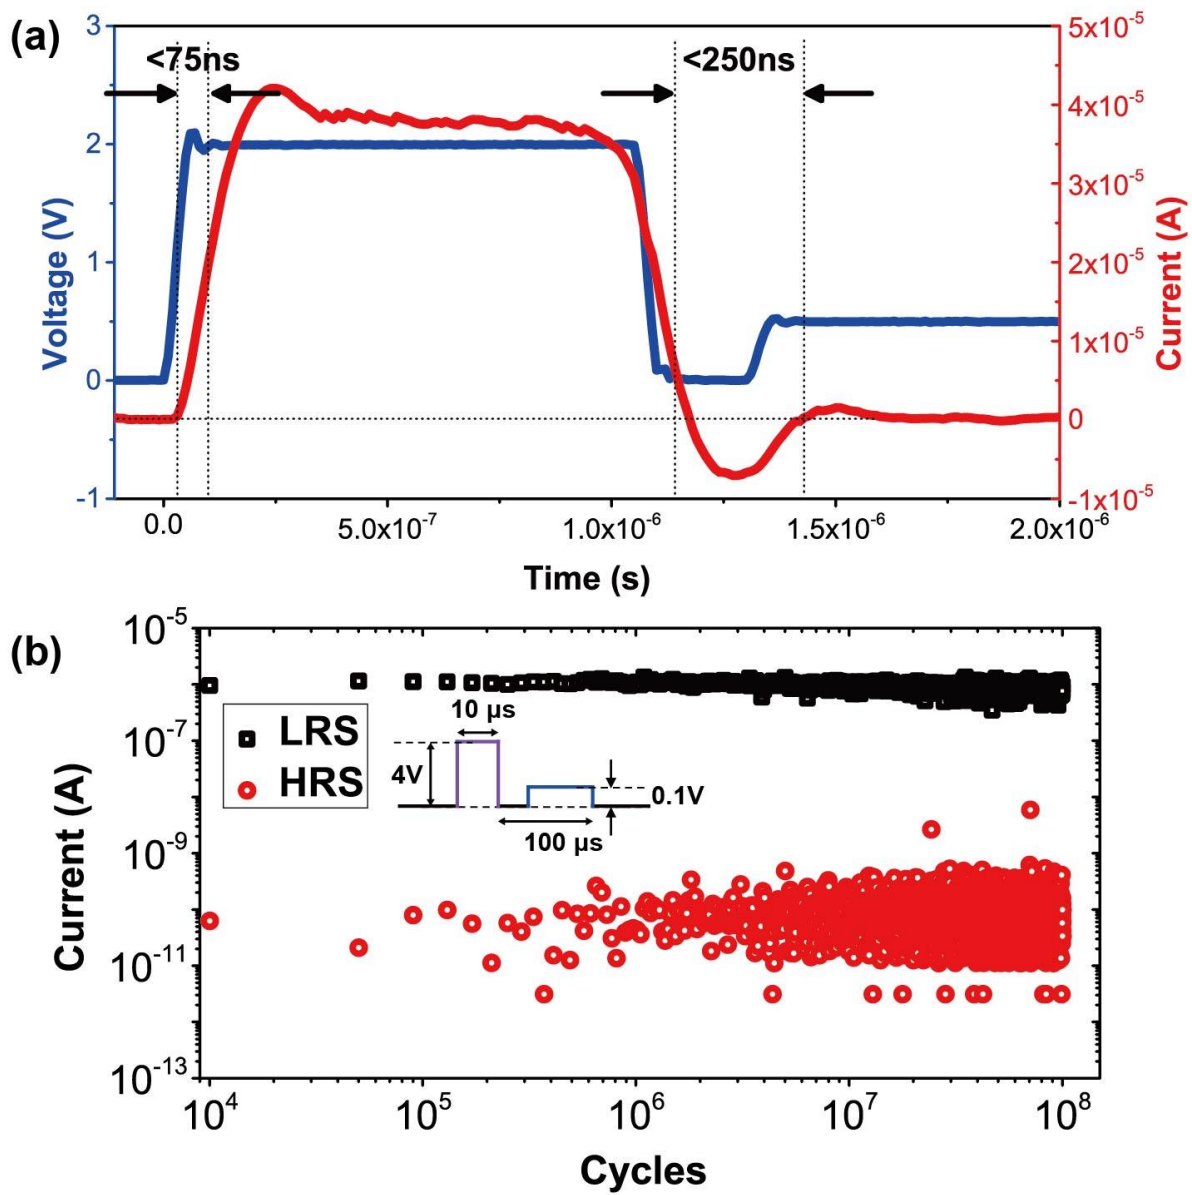 (a)
<75ns
<250ns
3
2
1
0
-1
Voltage (V)
5x10⁻⁵
4x10⁻⁵
3x10⁻⁵
2x10⁻⁵
1x10⁻⁵
0
-1x10⁻⁵
Current (A)
0.0
5.0x10⁻⁷
1.0x10⁻⁶
1.5x10⁻⁶
2.0x10⁻⁶
Time (s)
(b)
10⁻⁵
10⁻⁷
10⁻⁹
10⁻¹¹
10⁻¹³
Current (A)
LRS
HRS
10 µs
4V
0.1V
100 µs
10⁴
10⁵
10⁶
10⁷
10⁸
Cycles